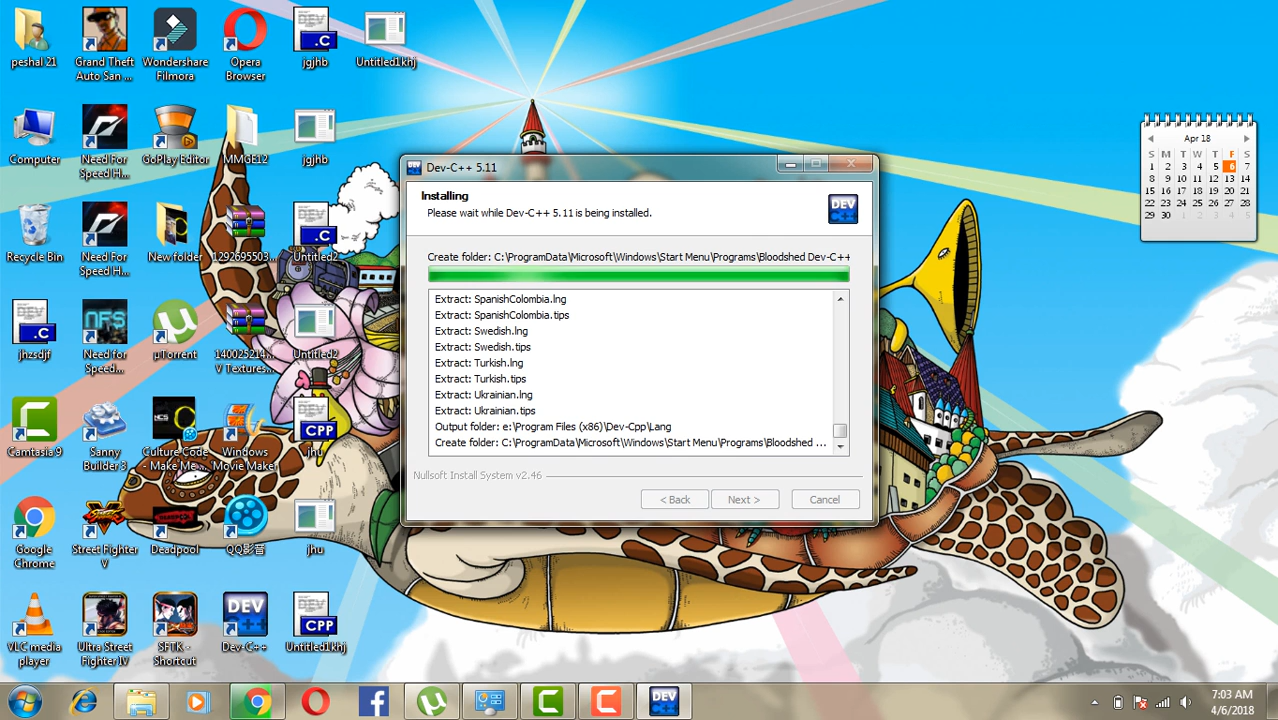 peshal 21
Grand Theft
Auto San ...
Wondershare
Filmora
Opera
Browser
.C
jgjhb
Untitled1khj
Computer
Need For
Speed H...
GoPlay Editor
MMGE12
jgjhb
Recycle Bin
Need For
Speed H...
New folder
1292695503...
.C
Untitled2
.C
jhzsdjf
NFS
Need for
Speed...
µTorrent
140025214...
V Textures...
Untitled2
Camtasia 9
Sanny
Builder 3
Culture Code
- Make Me ...
Windows
Movie Maker
CPP
jhu
Google
Chrome
Street Fighter
V
Deadpool
QQ影音
jhu
VLC media
player
Ultra Street
Fighter IV
SFTK -
Shortcut
DEV
C++
Dev-C++
CPP
Untitled1khj
Dev-C++ 5.11
Installing
Please wait while Dev-C++ 5.11 is being installed.
DEV
C++
Create folder: C:\ProgramData\Microsoft\Windows\Start Menu\Programs\Bloodshed Dev-C++
Extract: SpanishColombia.lng
Extract: SpanishColombia.tips
Extract: Swedish.lng
Extract: Swedish.tips
Extract: Turkish.lng
Extract: Turkish.tips
Extract: Ukrainian.lng
Extract: Ukrainian.tips
Output folder: e:\Program Files (x86)\Dev-Cpp\Lang
Create folder: C:\ProgramData\Microsoft\Windows\Start Menu\Programs\Bloodshed ...
Nullsoft Install System v2.46
< Back
Next >
Cancel
Apr 18
S M T W T F S
1 2 3 4 5 6 7
8 9 10 11 12 13 14
15 16 17 18 19 20 21
22 23 24 25 26 27 28
29 30
DEV
7:03 AM
4/6/2018